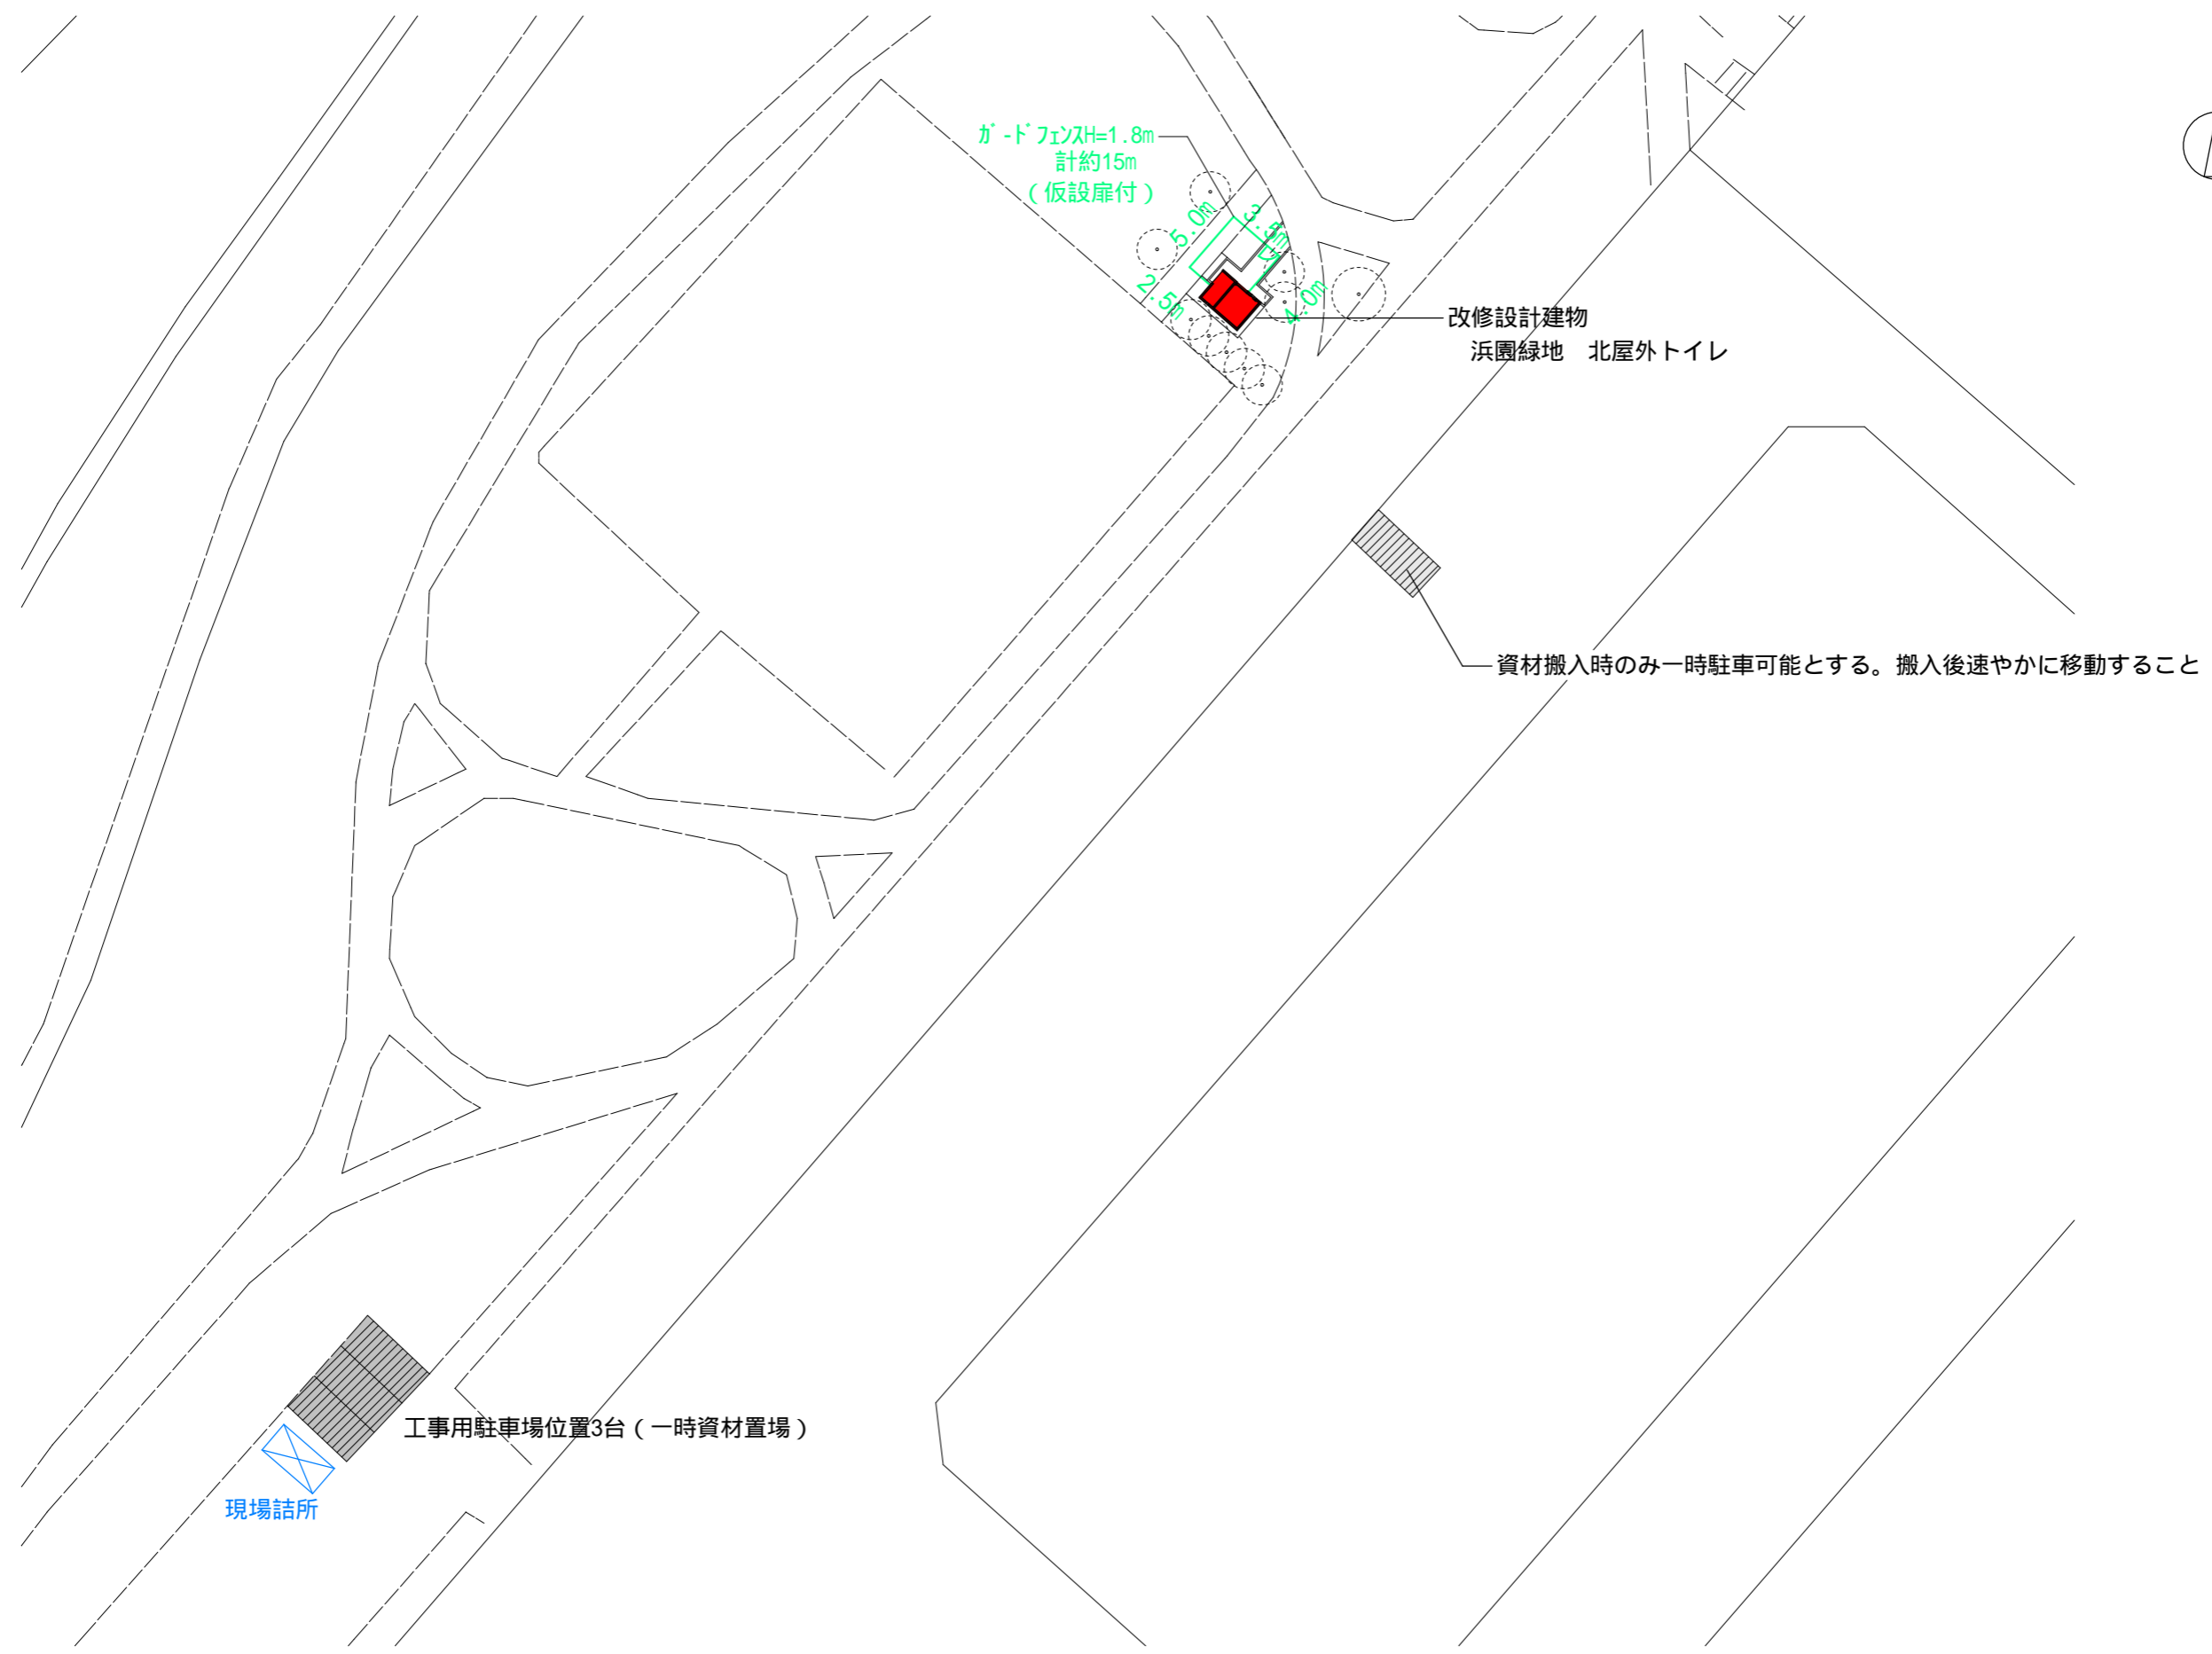 ｶﾞｰﾄﾞﾌｪﾝｽH=1.8m
計約15m
（仮設扉付）
5.0m
3.5m
2.5m
4.0m
改修設計建物
浜園緑地　北屋外トイレ
資材搬入時のみ一時駐車可能とする。搬入後速やかに移動すること
工事用駐車場位置3台（一時資材置場）
現場詰所